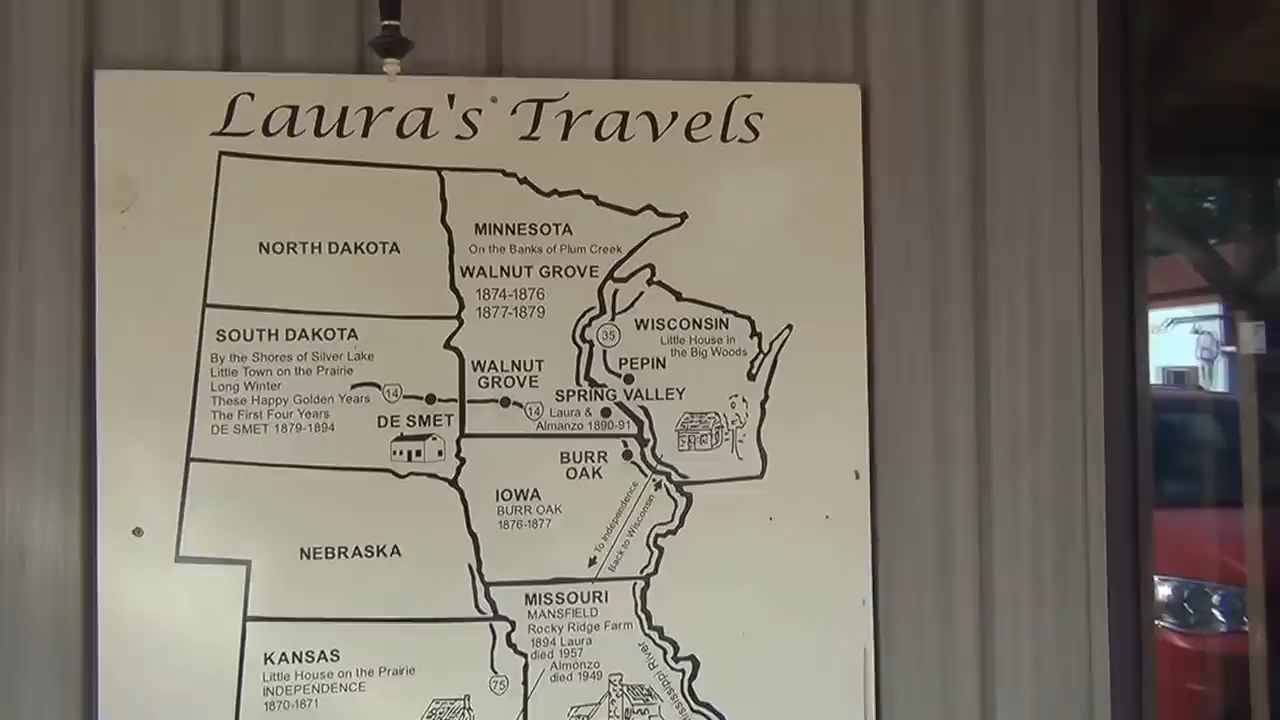 Laura's Travels
NORTH DAKOTA
MINNESOTA
On the Banks of Plum Creek
WALNUT GROVE
1874-1876
1877-1879
SOUTH DAKOTA
By the Shores of Silver Lake
Little Town on the Prairie
Long Winter
These Happy Golden Years
The First Four Years
DE SMET 1879-1894
14
DE SMET
WALNUT
GROVE
14
35
WISCONSIN
Little House in
the Big Woods
PEPIN
SPRING VALLEY
Laura &
Almanzo 1890-91
BURR
OAK
IOWA
BURR OAK
1876-1877
To Independence
Back to Wisconsin
NEBRASKA
MISSOURI
MANSFIELD
Rocky Ridge Farm
1894 Laura
died 1957
Almonzo
died 1949
KANSAS
Little House on the Prairie
INDEPENDENCE
1870-1871
75
Mississippi River